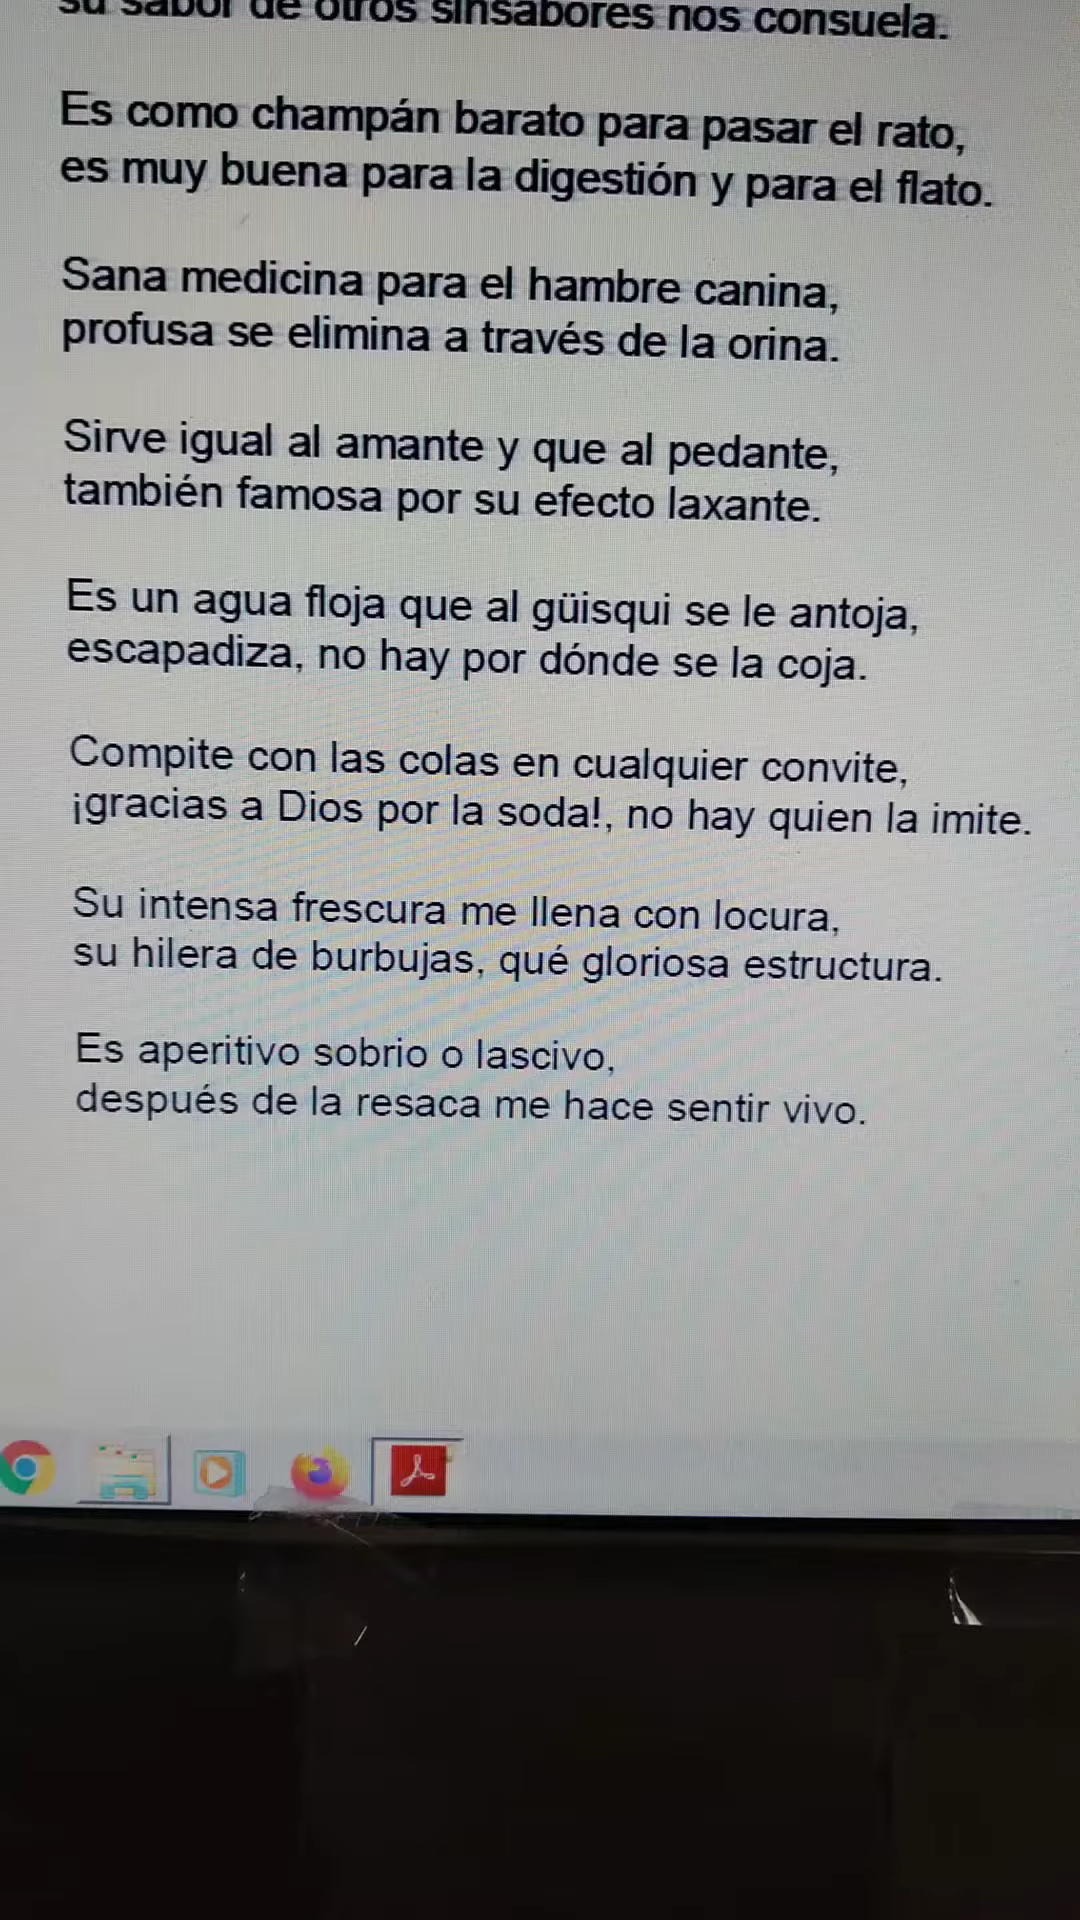 su sabor de otros sinsabores nos consuela.
Es como champán barato para pasar el rato,
es muy buena para la digestión y para el flato.
Sana medicina para el hambre canina,
profusa se elimina a través de la orina.
Sirve igual al amante y que al pedante,
también famosa por su efecto laxante.
Es un agua floja que al güisqui se le antoja,
escapadiza, no hay por dónde se la coja.
Compite con las colas en cualquier convite,
¡gracias a Dios por la soda!, no hay quien la imite.
Su intensa frescura me llena con locura,
su hilera de burbujas, qué gloriosa estructura.
Es aperitivo sobrio o lascivo,
después de la resaca me hace sentir vivo.